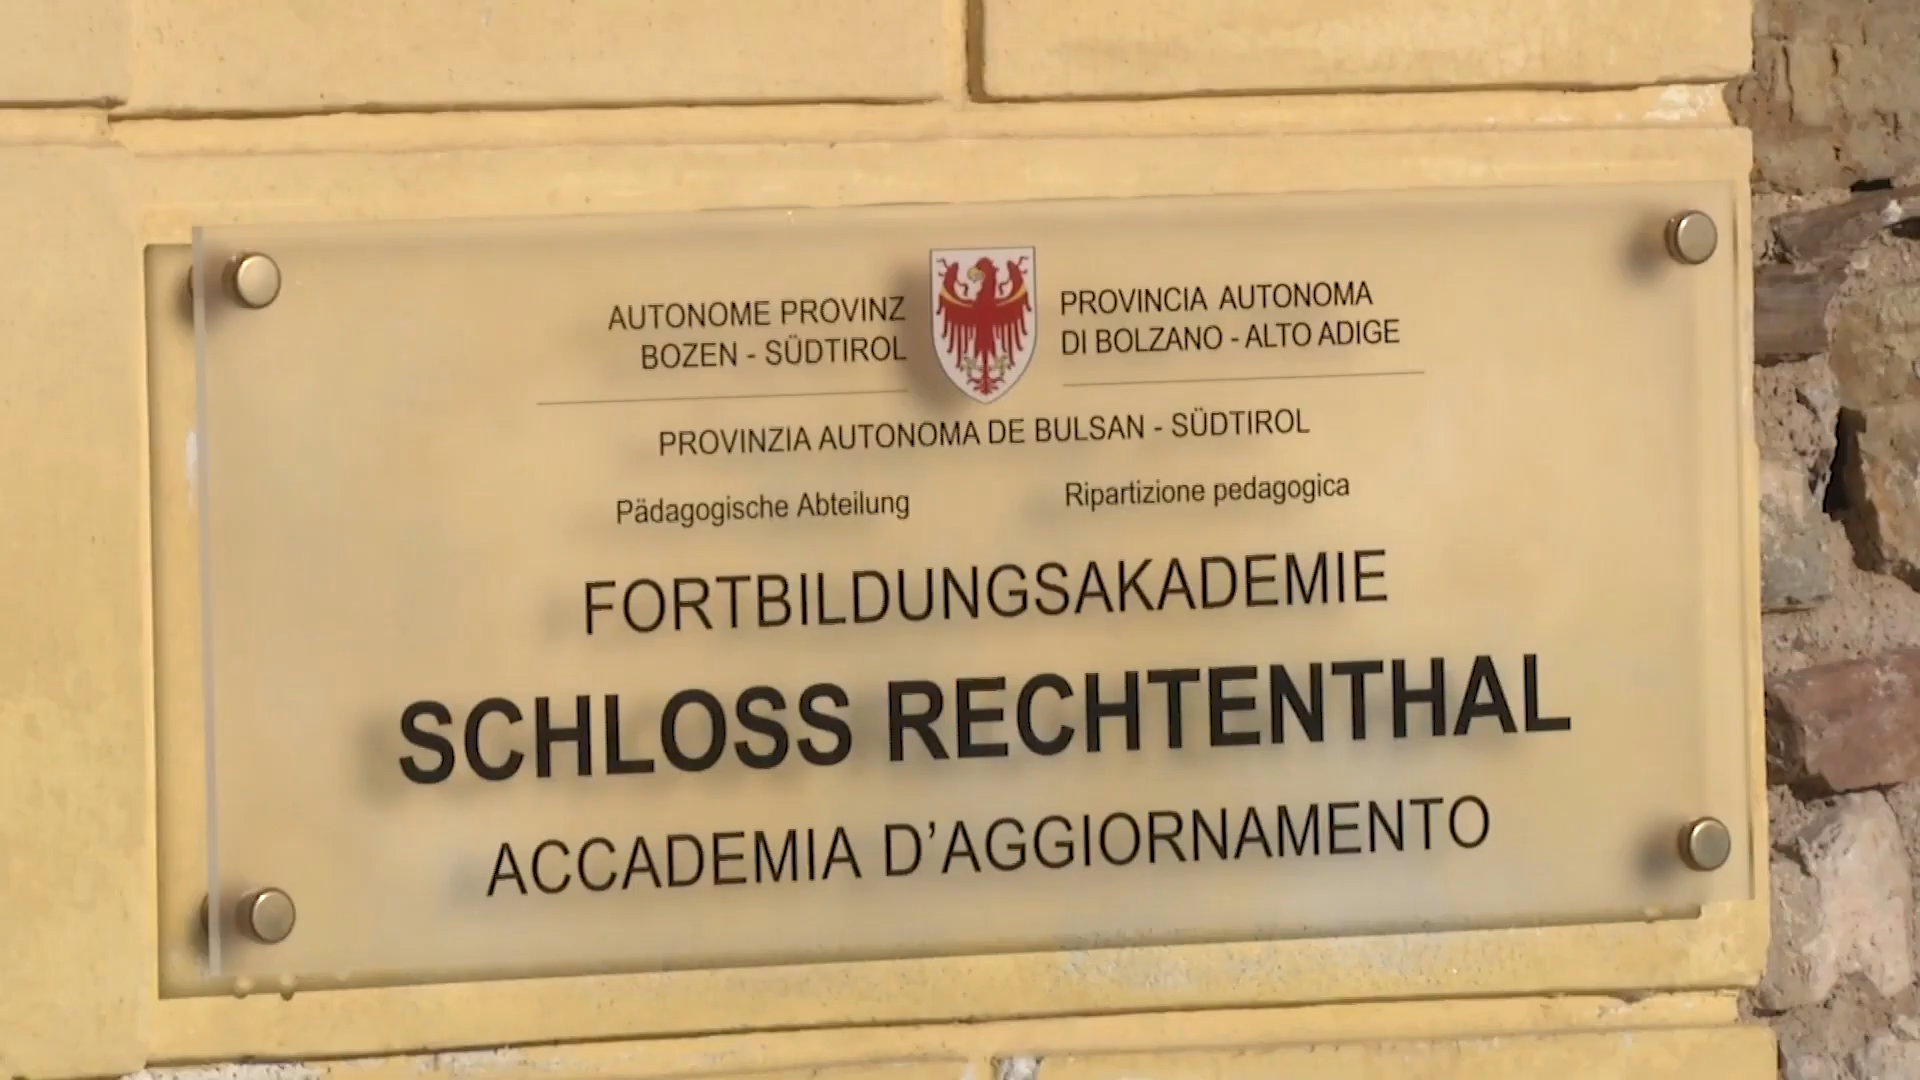 AUTONOME PROVINZ
BOZEN - SÜDTIROL
PROVINCIA AUTONOMA
DI BOLZANO - ALTO ADIGE
PROVINZIA AUTONOMA DE BULSAN - SÜDTIROL
Pädagogische Abteilung
Ripartizione pedagogica
FORTBILDUNGSAKADEMIE
SCHLOSS RECHTENTHAL
ACCADEMIA D’AGGIORNAMENTO